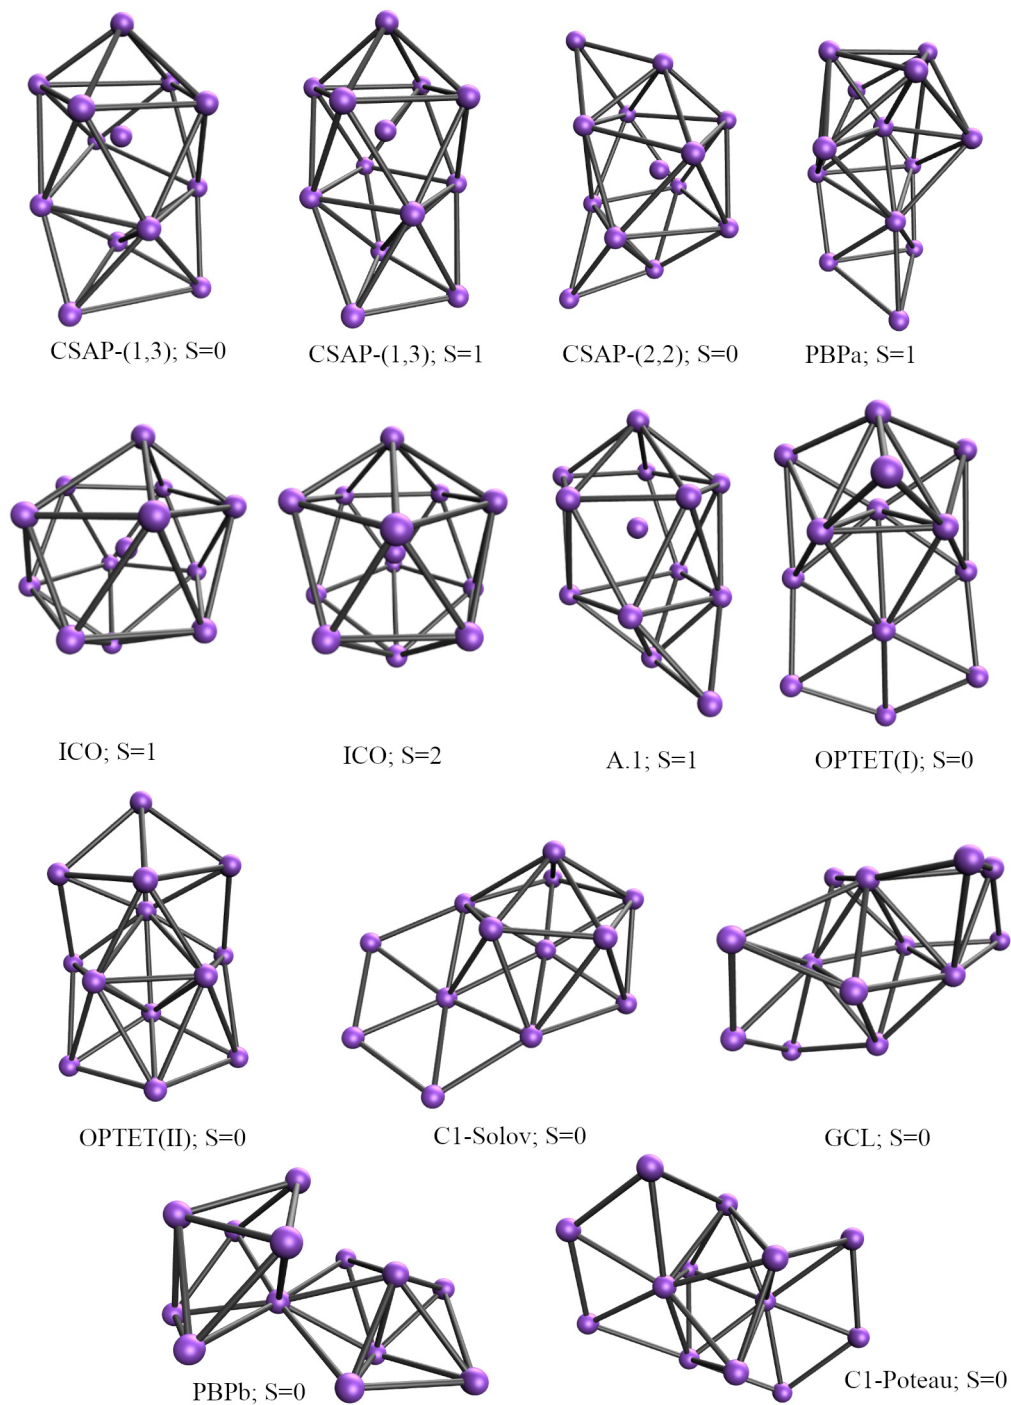 CSAP-(1,3); S=0
CSAP-(1,3); S=1
CSAP-(2,2); S=0
PBPa; S=1
ICO; S=1
ICO; S=2
A.1; S=1
OPTET(I); S=0
OPTET(II); S=0
C1-Solov; S=0
GCL; S=0
PBPb; S=0
C1-Poteau; S=0